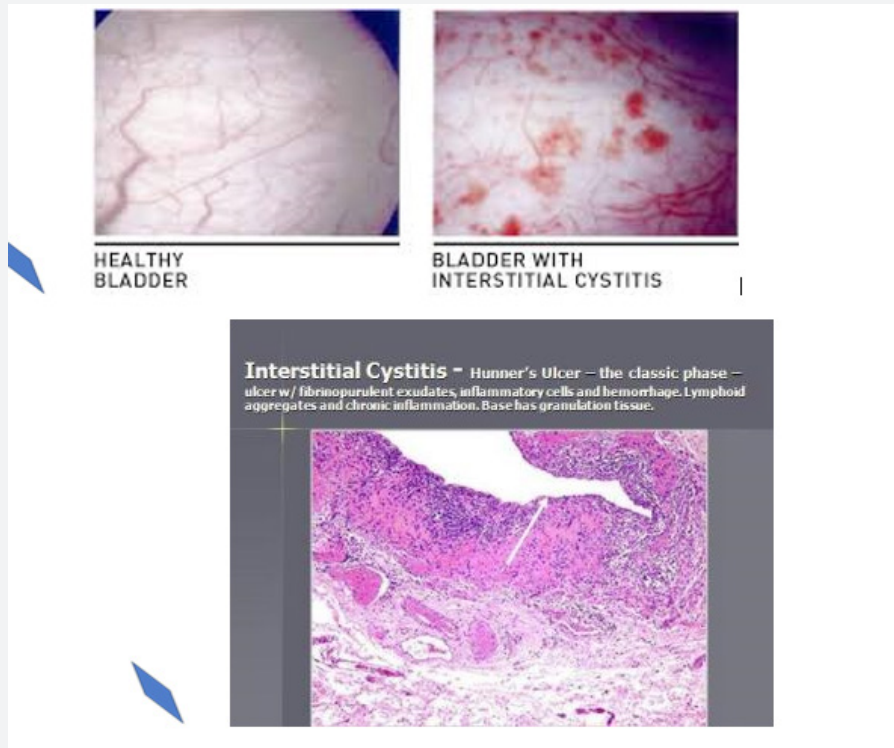 HEALTHY
BLADDER
BLADDER WITH
INTERSTITIAL CYSTITIS
Interstitial Cystitis - Hunner's Ulcer – the classic phase –
ulcer w/ fibrinopurulent exudates, inflammatory cells and hemorrhage. Lymphoid
aggregates and chronic inflammation. Base has granulation tissue.